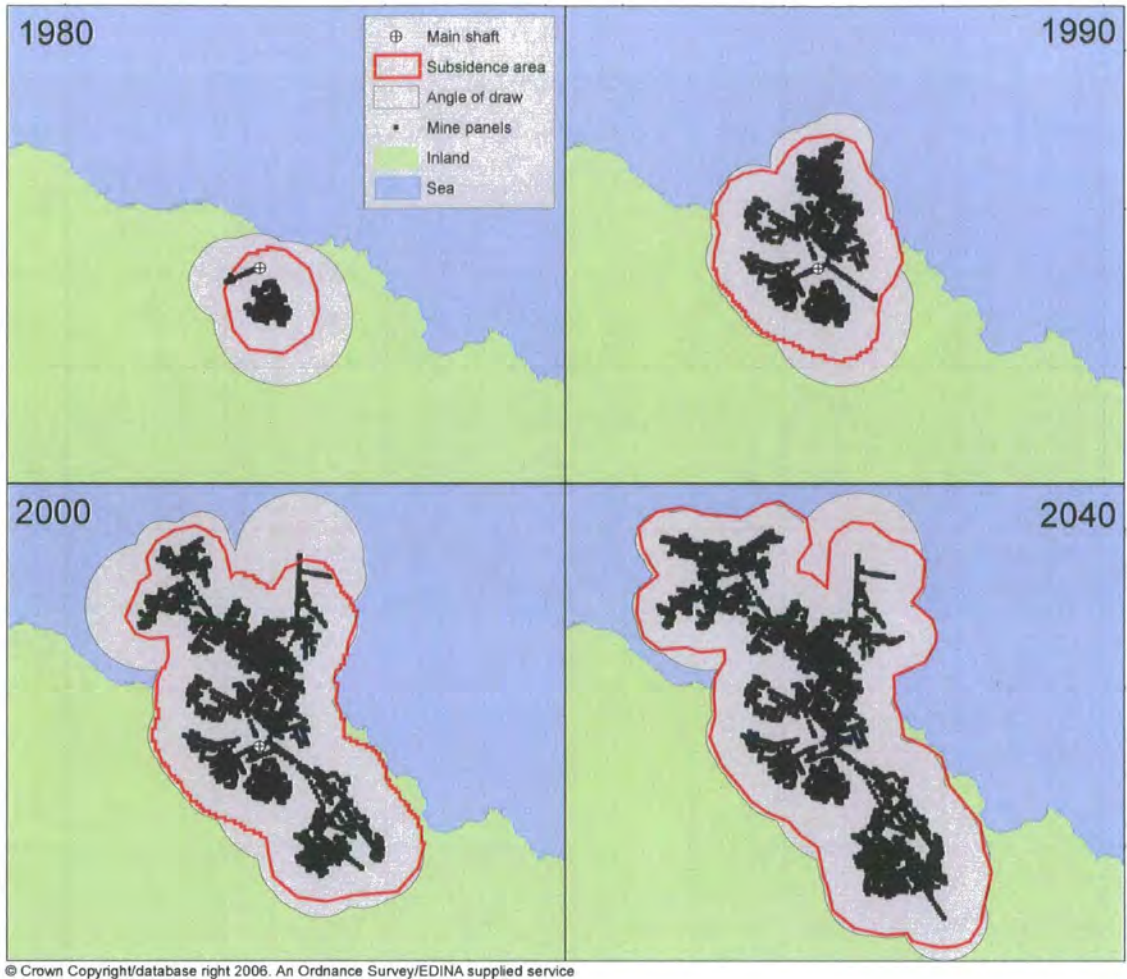 1980
Main shaft
Subsidence area
Angle of draw
Mine panels
Inland
Sea
1990
2000
2040
© Crown Copyright/database right 2006. An Ordnance Survey/EDINA supplied service